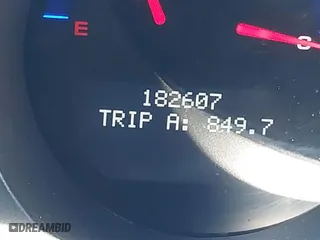 E
C
182607
TRIP A: 849.7
DREAMBID